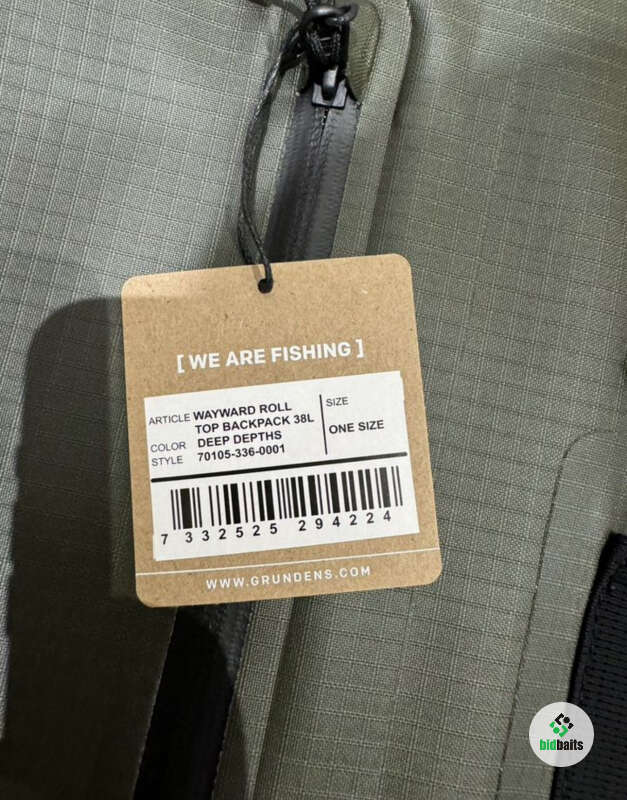 [ WE ARE FISHING ]
ARTICLE WAYWARD ROLL
TOP BACKPACK 38L
COLOR DEEP DEPTHS
STYLE 70105-336-0001
SIZE
ONE SIZE
7 332525 294224
WWW.GRUNDENS.COM
bidbaits